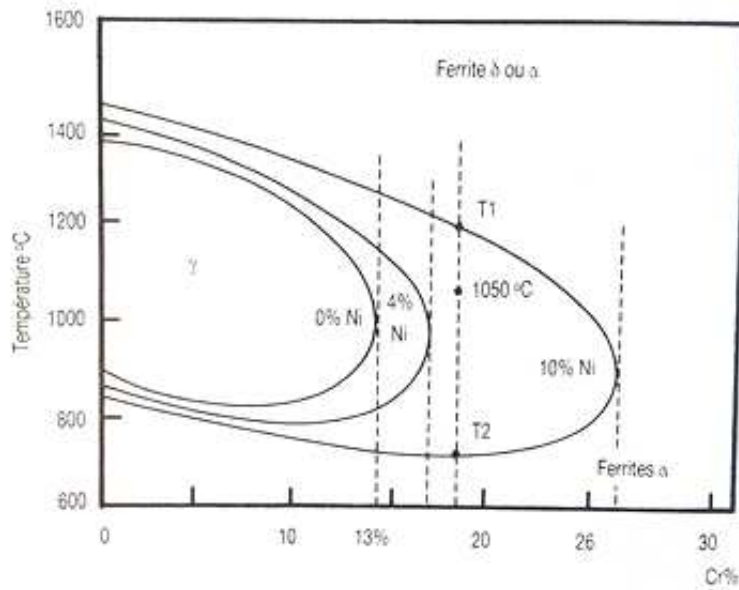 1600
Ferrite δ ou α
1400
T1
1200
γ
1050 °C
4%
0% Ni
Ni
1000
10% Ni
800
T2
Ferrites α
600
0
10
13%
20
26
30
Cr%
Température °C